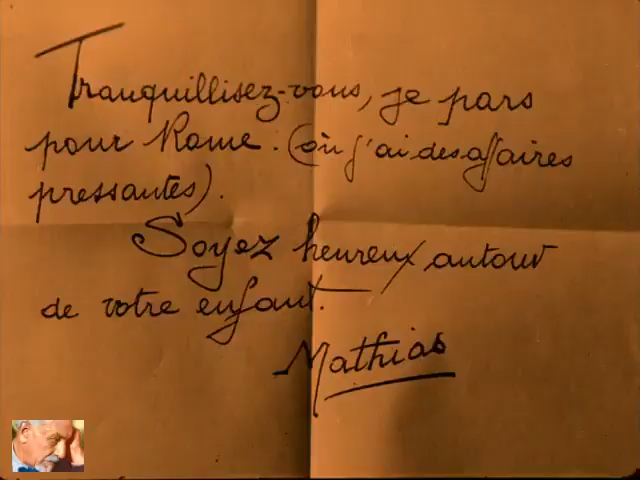 Tranquillisez-vous, je pars
pour Rome. (où j'ai des affaires
pressantes).
Soyez heureux autour
de votre enfant.
Mathias